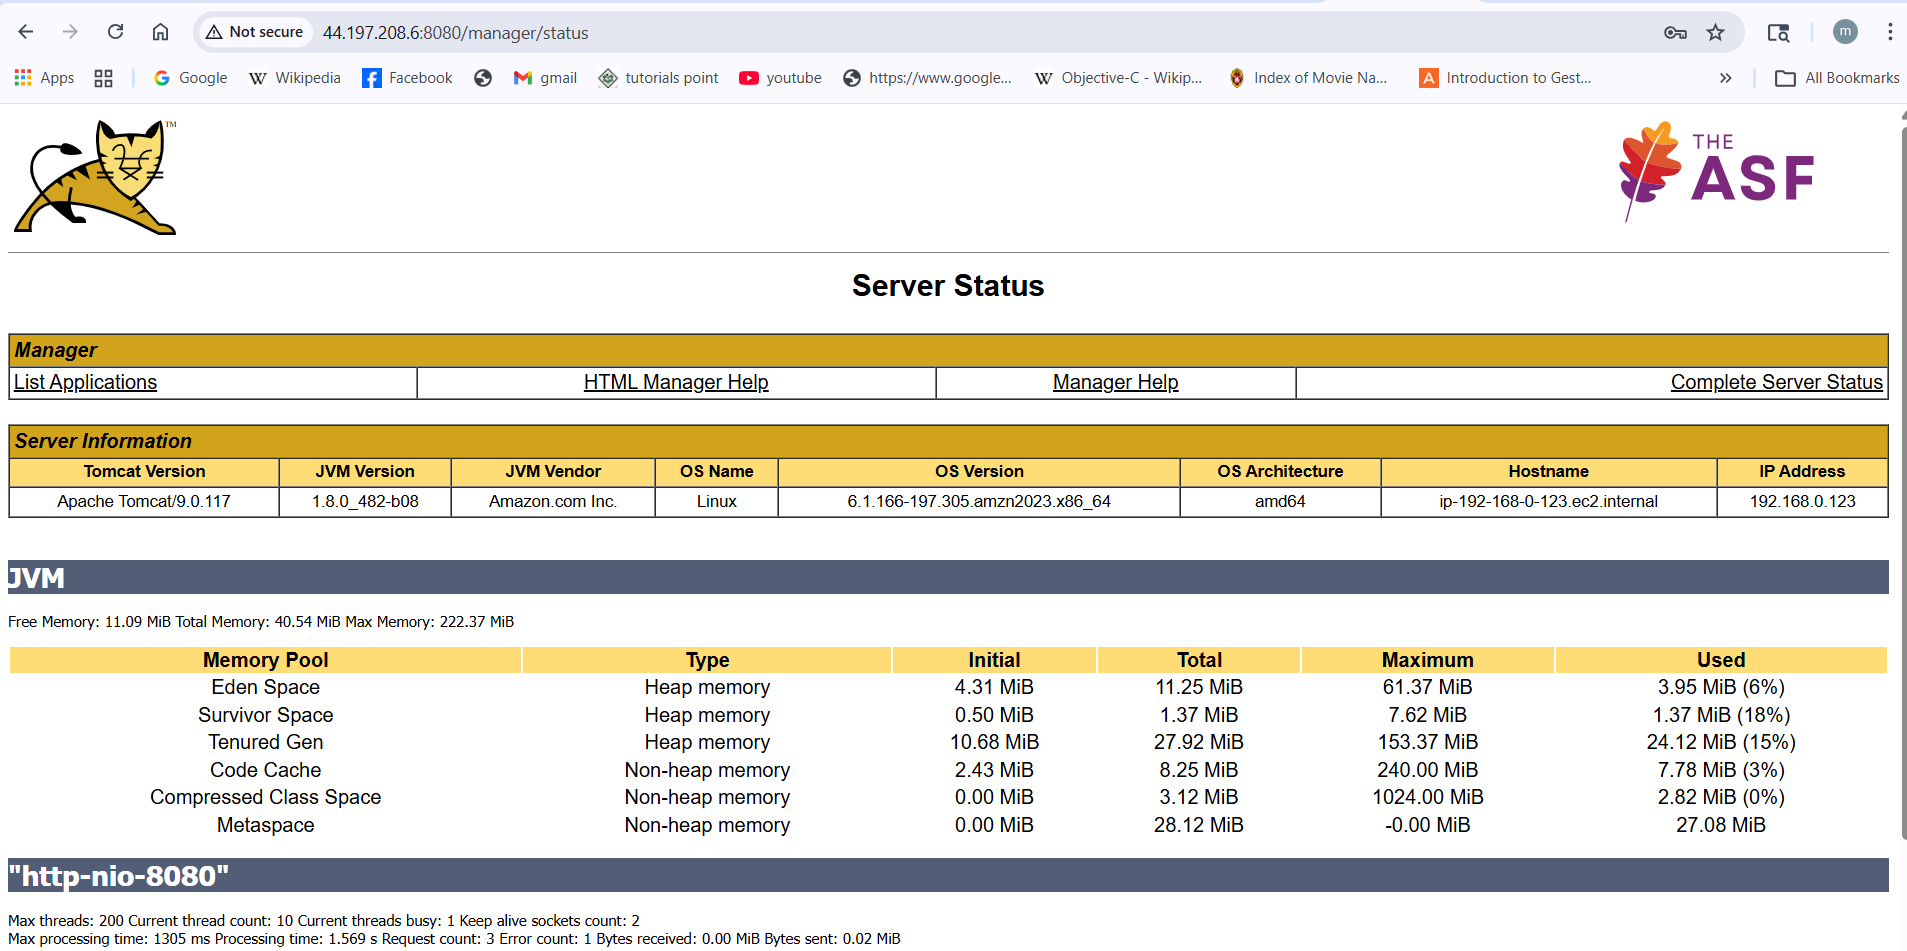 Not secure 44.197.208.6:8080/manager/status m
Apps Google Wikipedia Facebook gmail tutorials point youtube https://www.google... Objective-C - Wikip... Index of Movie Na... Introduction to Gest... » All Bookmarks
TM
THE
ASF
Server Status
Manager
List Applications HTML Manager Help Manager Help Complete Server Status
Server Information
Tomcat Version JVM Version JVM Vendor OS Name OS Version OS Architecture Hostname IP Address
Apache Tomcat/9.0.117 1.8.0_482-b08 Amazon.com Inc. Linux 6.1.166-197.305.amzn2023.x86_64 amd64 ip-192-168-0-123.ec2.internal 192.168.0.123
JVM
Free Memory: 11.09 MiB Total Memory: 40.54 MiB Max Memory: 222.37 MiB
Memory Pool Type Initial Total Maximum Used
Eden Space Heap memory 4.31 MiB 11.25 MiB 61.37 MiB 3.95 MiB (6%)
Survivor Space Heap memory 0.50 MiB 1.37 MiB 7.62 MiB 1.37 MiB (18%)
Tenured Gen Heap memory 10.68 MiB 27.92 MiB 153.37 MiB 24.12 MiB (15%)
Code Cache Non-heap memory 2.43 MiB 8.25 MiB 240.00 MiB 7.78 MiB (3%)
Compressed Class Space Non-heap memory 0.00 MiB 3.12 MiB 1024.00 MiB 2.82 MiB (0%)
Metaspace Non-heap memory 0.00 MiB 28.12 MiB -0.00 MiB 27.08 MiB
"http-nio-8080"
Max threads: 200 Current thread count: 10 Current threads busy: 1 Keep alive sockets count: 2
Max processing time: 1305 ms Processing time: 1.569 s Request count: 3 Error count: 1 Bytes received: 0.00 MiB Bytes sent: 0.02 MiB